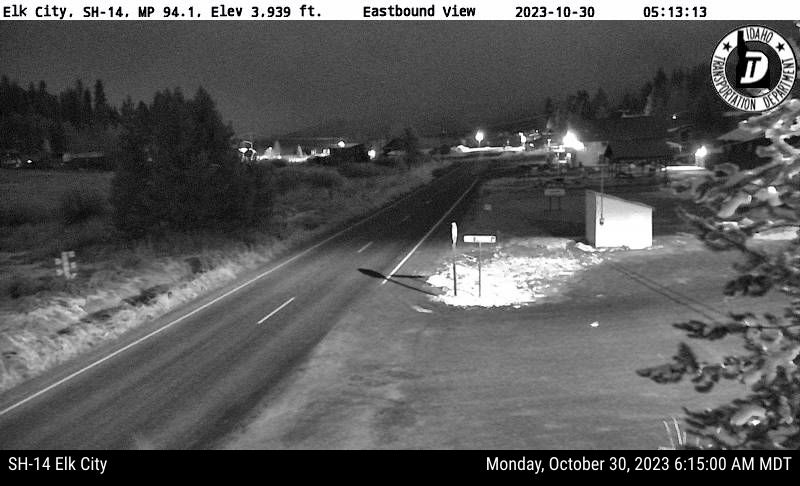 Elk City, SH-14, MP 94.1, Elev 3,939 ft. Eastbound View 2023-10-30 05:13:13
IDAHO
TRANSPORTATION DEPARTMENT
SH-14 Elk City Monday, October 30, 2023 6:15:00 AM MDT